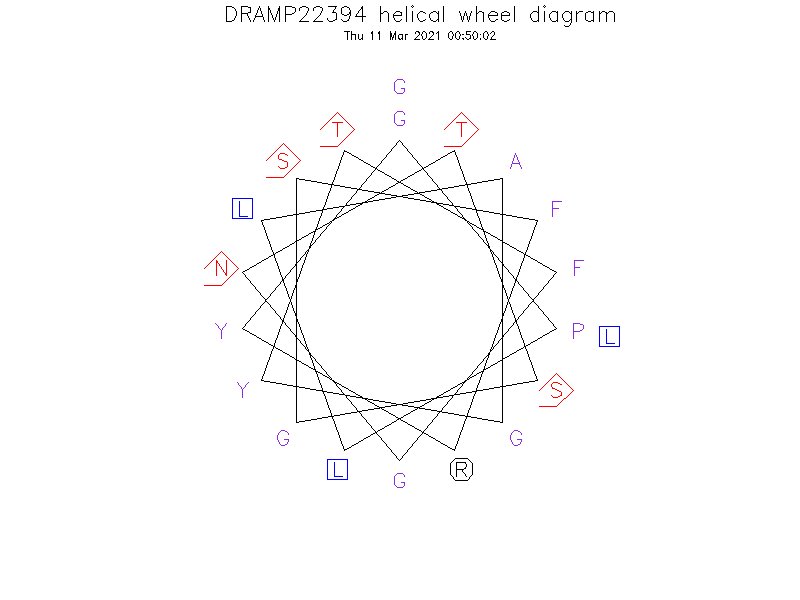 DRAMP22394 helical wheel diagram
Thu 11 Mar 2021 00:50:02
G
G
T T
S A
L F
N F
Y P L
Y S
G G
L R
G